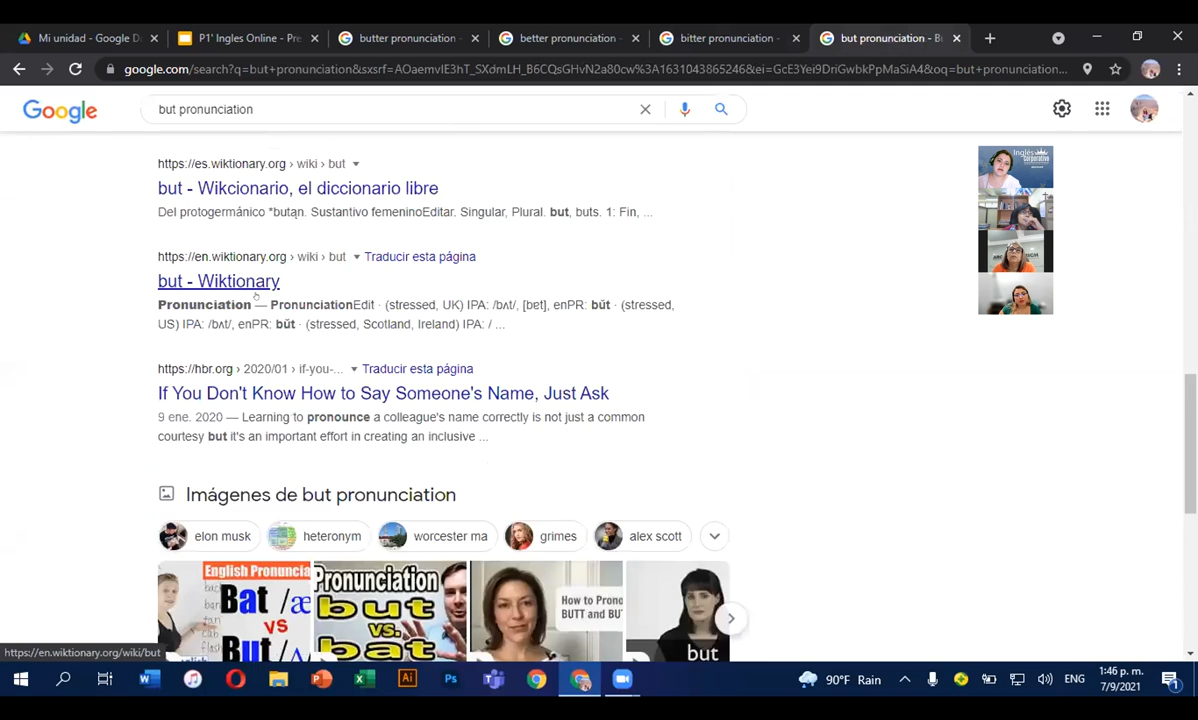 Mi unidad - Google D
P1' Ingles Online - Pre
butter pronunciation -
better pronunciation -
bitter pronunciation -
but pronunciation - B
google.com/search?q=but+pronunciation&sxsrf=AOaemvIE3hT_SXdmLH_B6CQsGHvN2a80cw%3A1631043865246&ei=GcE3Yei9DriGwbkPpMaSiA4&oq=but+pronunciation...
Google
but pronunciation
https://es.wiktionary.org › wiki › but
but - Wikcionario, el diccionario libre
Del protogermánico *butąn. Sustantivo femeninoEditar. Singular, Plural. but, buts. 1: Fin, ...
https://en.wiktionary.org › wiki › but Traducir esta página
but - Wiktionary
Pronunciation — PronunciationEdit · (stressed, UK) IPA: /bʌt/, [bɐt], enPR: bŭt · (stressed,
US) IPA: /bʌt/, enPR: bŭt · (stressed, Scotland, Ireland) IPA: / ...
https://hbr.org › 2020/01 › if-you-... Traducir esta página
If You Don't Know How to Say Someone's Name, Just Ask
9 ene. 2020 — Learning to pronounce a colleague's name correctly is not just a common
courtesy but it's an important effort in creating an inclusive ...
Imágenes de but pronunciation
elon musk
heteronym
worcester ma
grimes
alex scott
English Pronuncia
Bat /æ
vs
But /ʌ
Pronunciation
but
vs.
bat
How to Prono
BUTT and BU
but
Inglés
Corporativo
https://en.wiktionary.org/wiki/but
90°F Rain
ENG
1:46 p. m.
7/9/2021